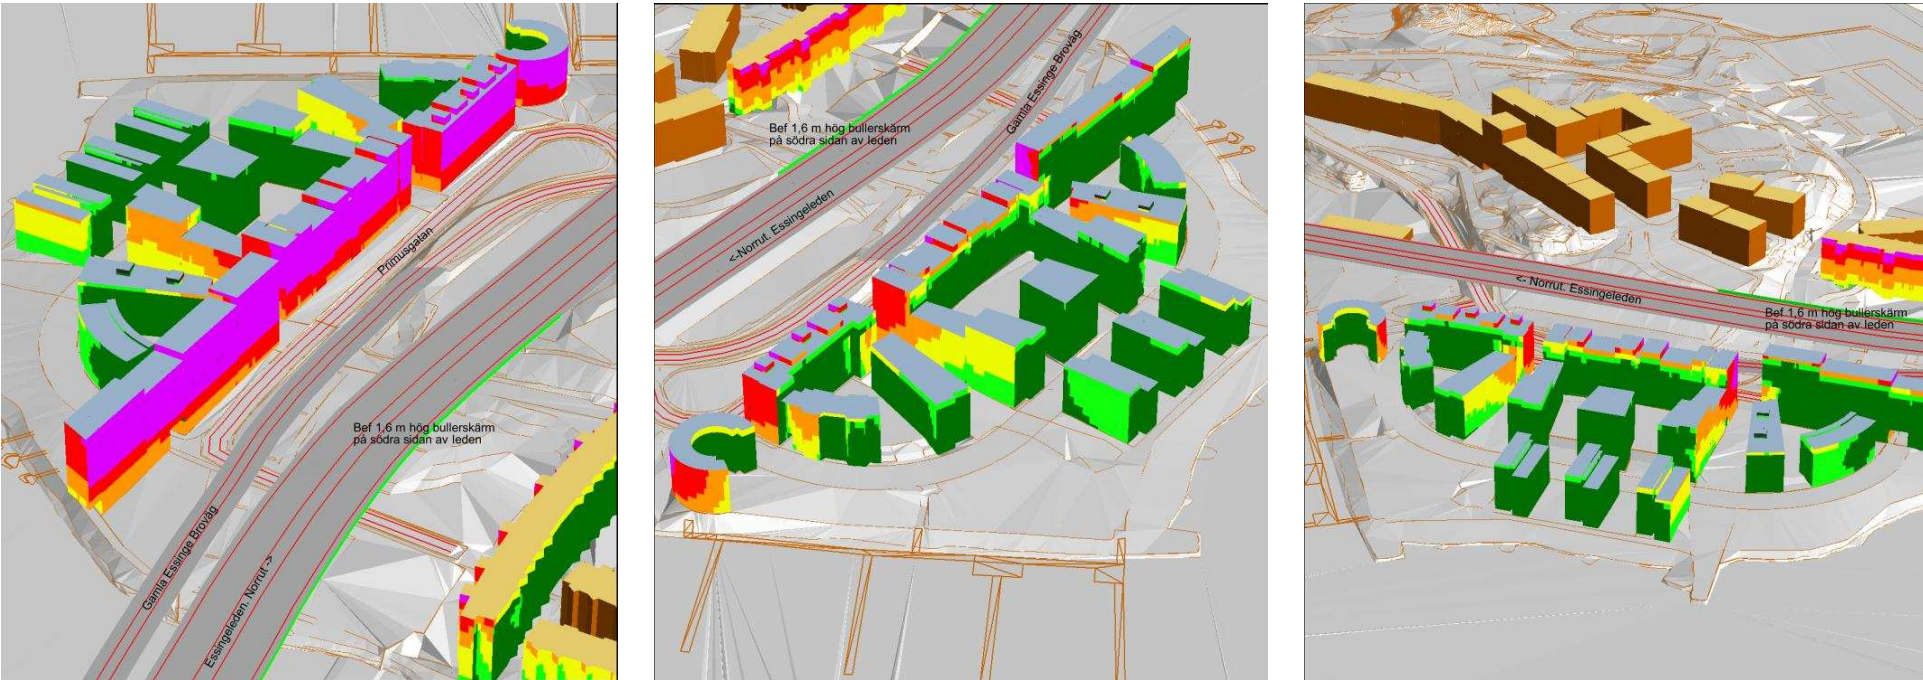 Primusgatan
Bef 1,6 m hög bullerskärm
på södra sidan av leden
Gamla Essinge Broväg
Essingeleden. Norrut ->
Gamla Essinge Broväg
Bef 1,6 m hög bullerskärm
på södra sidan av leden
<-Norrut. Essingeleden
<- Norrut. Essingeleden
Bef 1,6 m hög bullerskärm
på södra sidan av leden